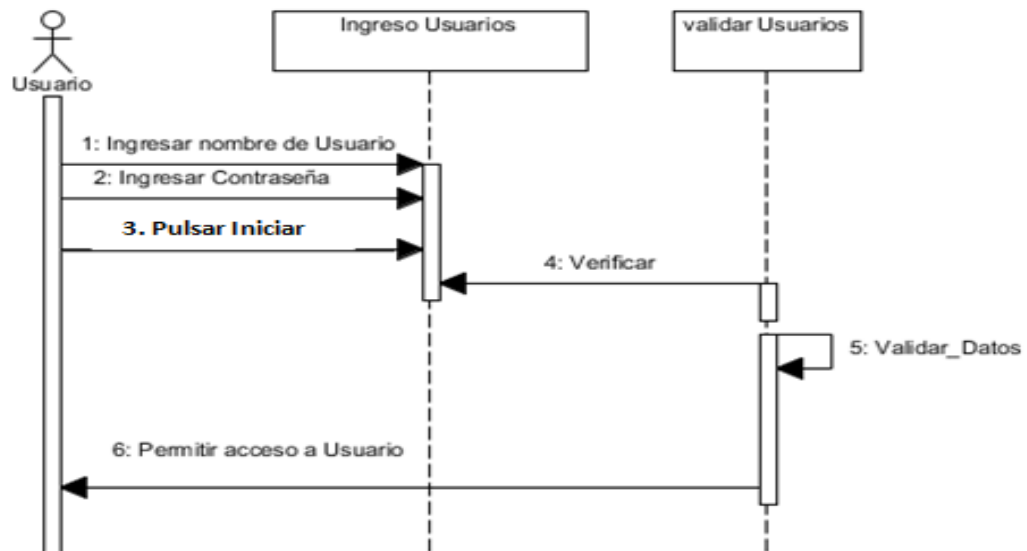 Ingreso Usuarios
validar Usuarios
Usuario
1: Ingresar nombre de Usuario
2: Ingresar Contraseña
3. Pulsar Iniciar
4: Verificar
5: Validar_Datos
6: Permitir acceso a Usuario